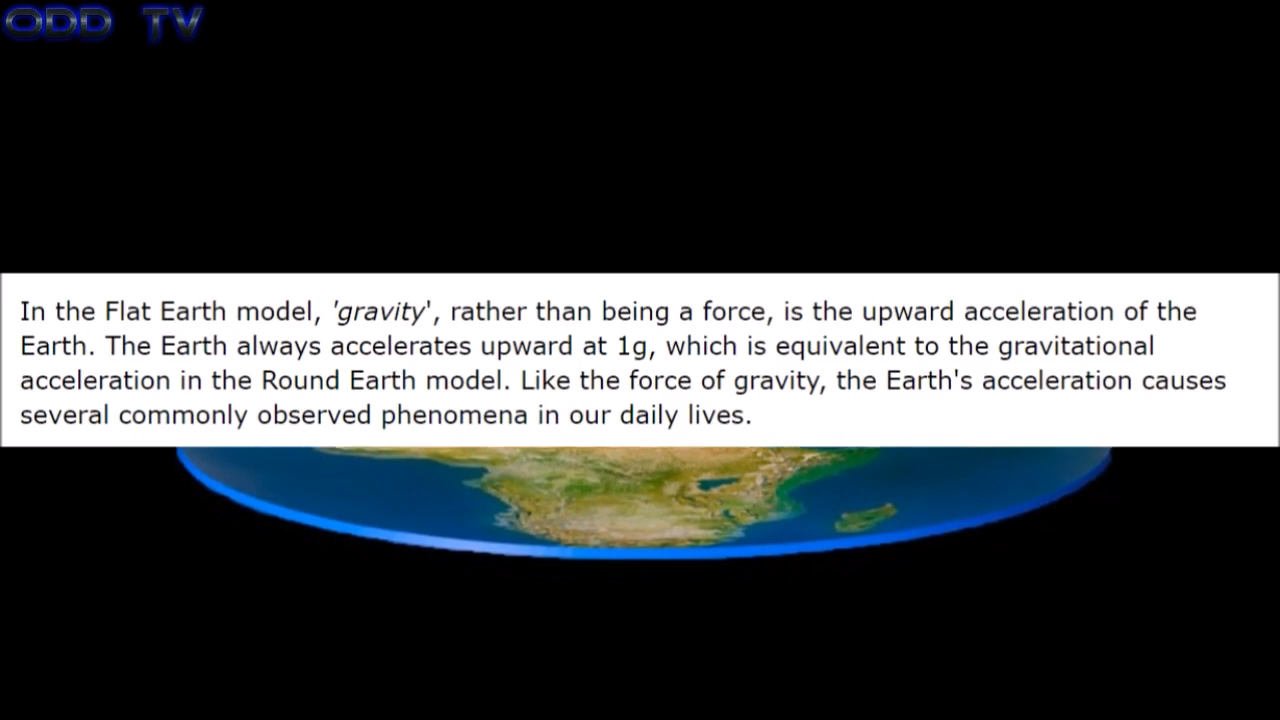 ODD TV
In the Flat Earth model, 'gravity', rather than being a force, is the upward acceleration of the
Earth. The Earth always accelerates upward at 1g, which is equivalent to the gravitational
acceleration in the Round Earth model. Like the force of gravity, the Earth's acceleration causes
several commonly observed phenomena in our daily lives.